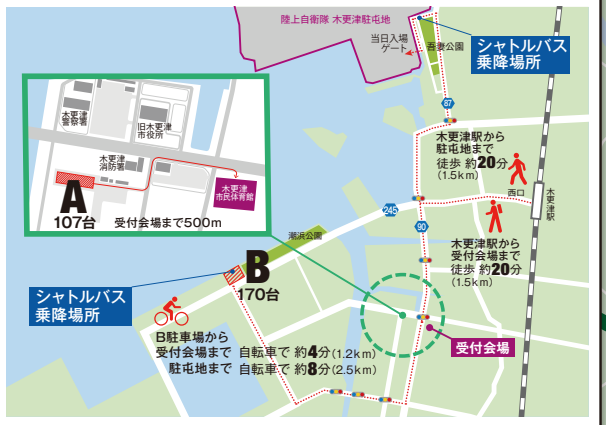 陸上自衛隊 木更津駐屯地
当日入場
ゲート
吾妻公園
シャトルバス
乗降場所
87
木更津駅から
駐屯地まで
徒歩 約20分
(1.5km)
西口
木更津駅
245
90
木更津駅から
受付会場まで
徒歩 約20分
(1.5km)
木更津
警察署
旧木更津
市役所
木更津
消防署
木更津
市民体育館
A
107台
受付会場まで500m
潮浜公園
B
170台
シャトルバス
乗降場所
受付会場
B駐車場から
受付会場まで 自転車で 約4分(1.2km)
駐屯地まで 自転車で 約8分(2.5km)